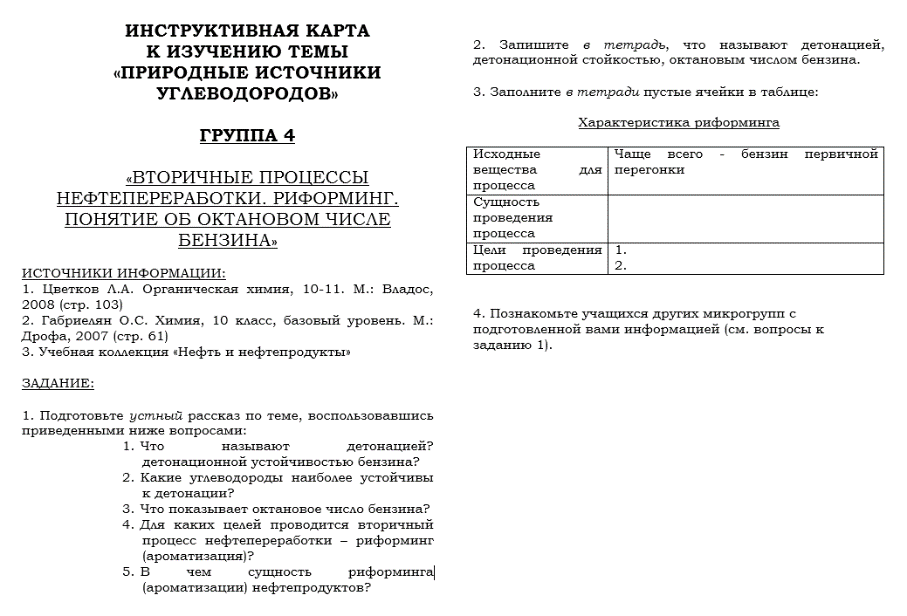 ИНСТРУКТИВНАЯ КАРТА
К ИЗУЧЕНИЮ ТЕМЫ
«ПРИРОДНЫЕ ИСТОЧНИКИ
УГЛЕВОДОРОДОВ»
ГРУППА 4
«ВТОРИЧНЫЕ ПРОЦЕССЫ
НЕФТЕПЕРЕРАБОТКИ. РИФОРМИНГ.
ПОНЯТИЕ ОБ ОКТАНОВОМ ЧИСЛЕ
БЕНЗИНА»
ИСТОЧНИКИ ИНФОРМАЦИИ:
1. Цветков Л.А. Органическая химия, 10-11. М.: Владос,
2008 (стр. 103)
2. Габриелян О.С. Химия, 10 класс, базовый уровень. М.:
Дрофа, 2007 (стр. 61)
3. Учебная коллекция «Нефть и нефтепродукты»
ЗАДАНИЕ:
1. Подготовьте устный рассказ по теме, воспользовавшись
приведенными ниже вопросами:
1. Что называют детонацией?
детонационной устойчивостью бензина?
2. Какие углеводороды наиболее устойчивы
к детонации?
3. Что показывает октановое число бензина?
4. Для каких целей проводится вторичный
процесс нефтепереработки – риформинг
(ароматизация)?
5. В чем сущность риформинга
(ароматизации) нефтепродуктов?
2. Запишите в тетрадь, что называют детонацией,
детонационной стойкостью, октановым числом бензина.
3. Заполните в тетради пустые ячейки в таблице:
Характеристика риформинга
Исходные
вещества для
процесса
Чаще всего - бензин первичной
перегонки
Сущность
проведения
процесса
Цели проведения
процесса
1.
2.
4. Познакомьте учащихся других микрогрупп с
подготовленной вами информацией (см. вопросы к
заданию 1).